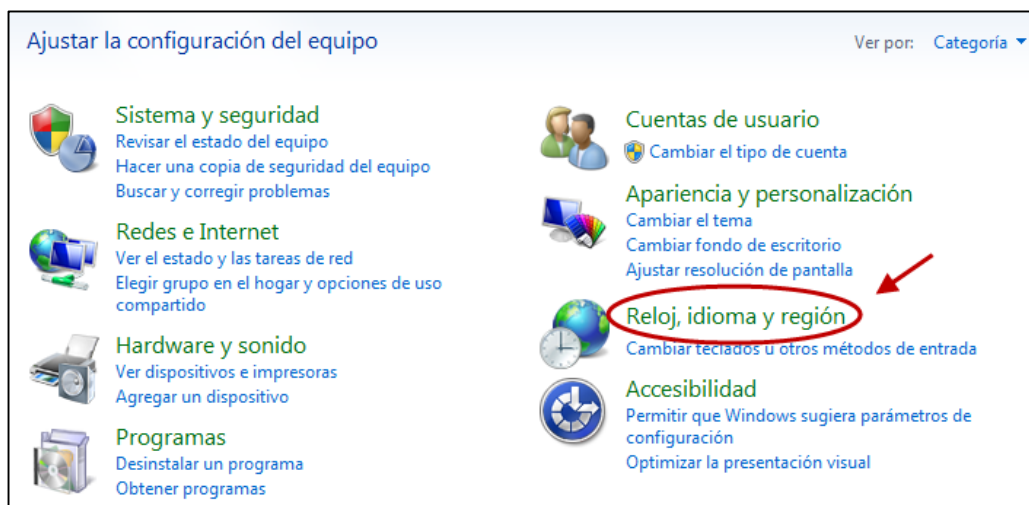 Ajustar la configuración del equipo
Ver por: Categoría
Sistema y seguridad
Revisar el estado del equipo
Hacer una copia de seguridad del equipo
Buscar y corregir problemas
Redes e Internet
Ver el estado y las tareas de red
Elegir grupo en el hogar y opciones de uso
compartido
Hardware y sonido
Ver dispositivos e impresoras
Agregar un dispositivo
Programas
Desinstalar un programa
Obtener programas
Cuentas de usuario
Cambiar el tipo de cuenta
Apariencia y personalización
Cambiar el tema
Cambiar fondo de escritorio
Ajustar resolución de pantalla
Reloj, idioma y región
Cambiar teclados u otros métodos de entrada
Accesibilidad
Permitir que Windows sugiera parámetros de
configuración
Optimizar la presentación visual